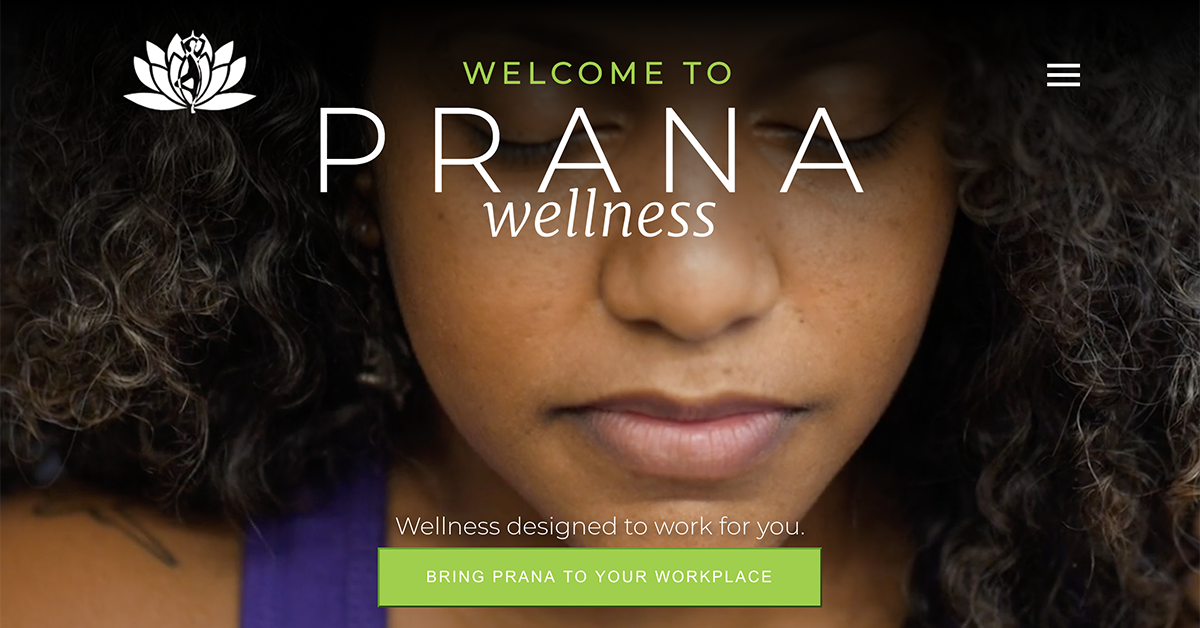 WELCOME TO
PRANA
wellness
Wellness designed to work for you.
BRING PRANA TO YOUR WORKPLACE